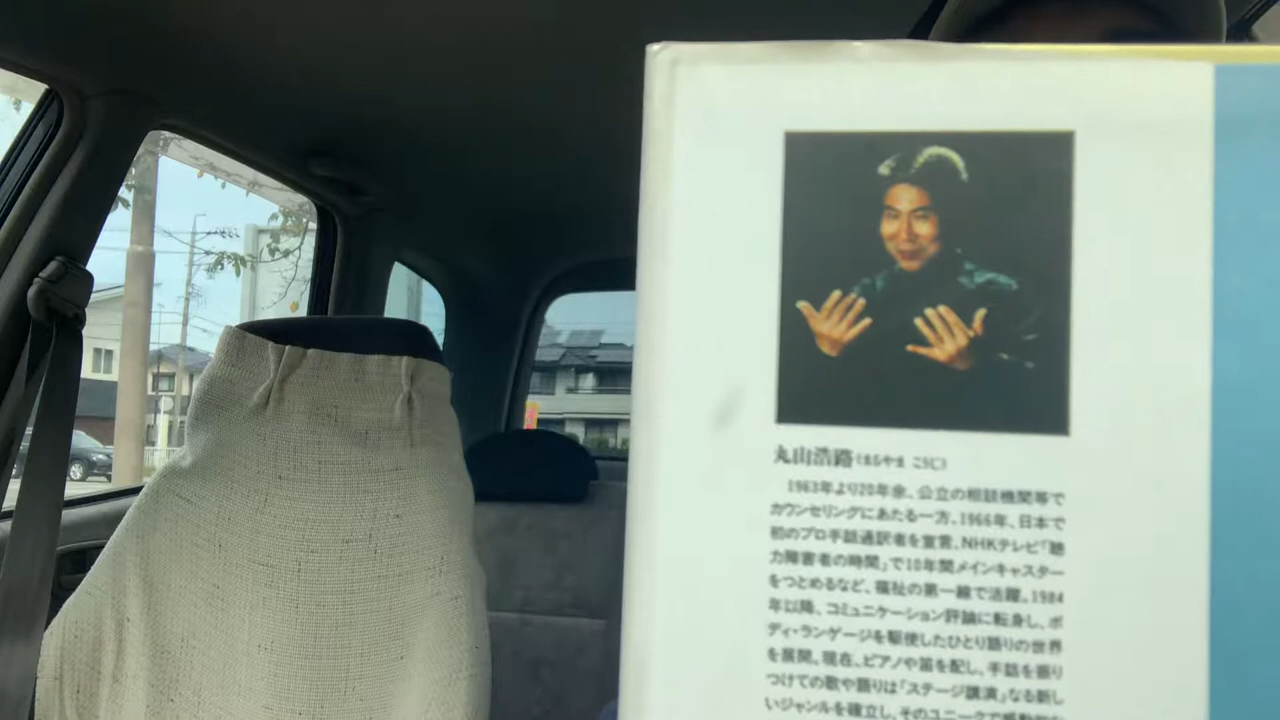 丸山浩路(まるやま こうじ)
1963年より20年余、公立の相談機関等で
カウンセリングにあたる一方、1966年、日本で
初のプロ手話通訳者を宣言。NHKテレビ「聴
力障害者の時間」で10年間メインキャスター
をつとめるなど、福祉の第一線で活躍。1984
年以降、コミュニケーション評論に転身し、ボ
ディ・ランゲージを駆使したひとり語りの世界
を展開。現在、ピアノや笛を配し、手話を振り
つけての歌や語りは「ステージ講演」なる新し
いジャンルを確立し、そのユニークで感動的な